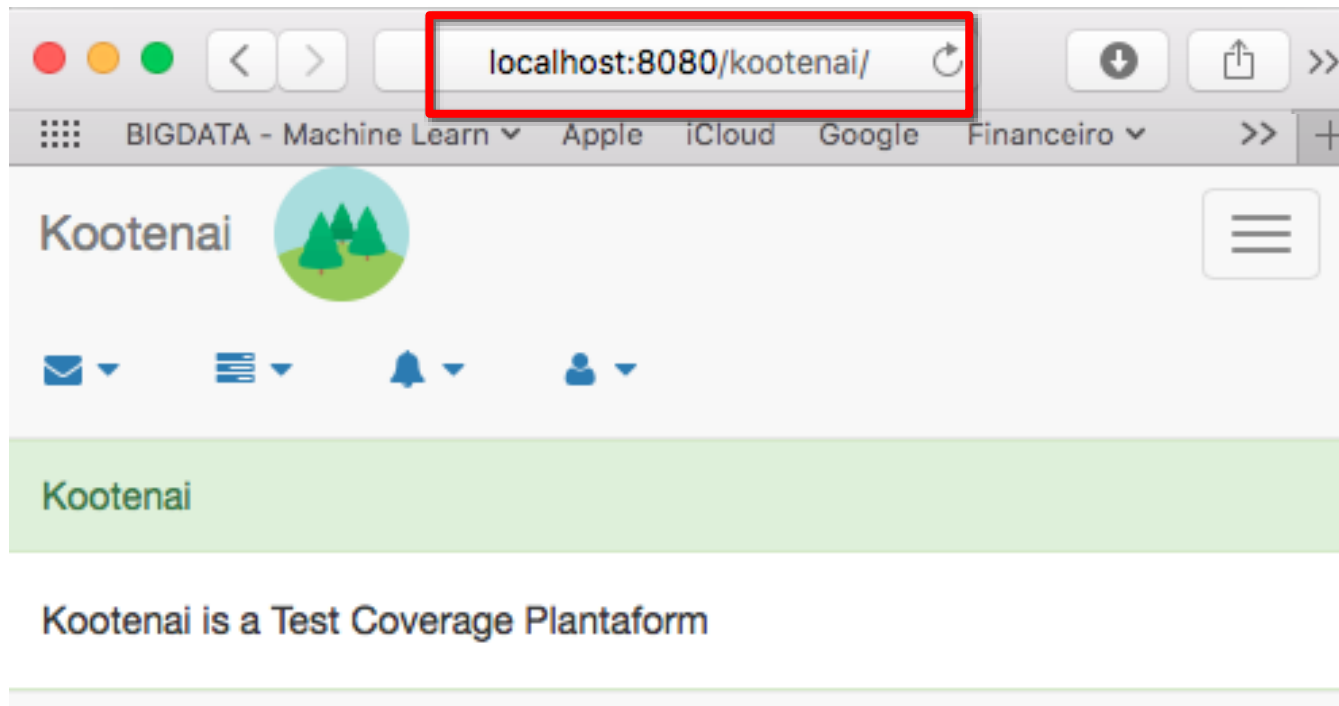 localhost:8080/kootenai/
BIGDATA - Machine Learn Apple iCloud Google Financeiro >> +
Kootenai
Kootenai
Kootenai is a Test Coverage Plantaform